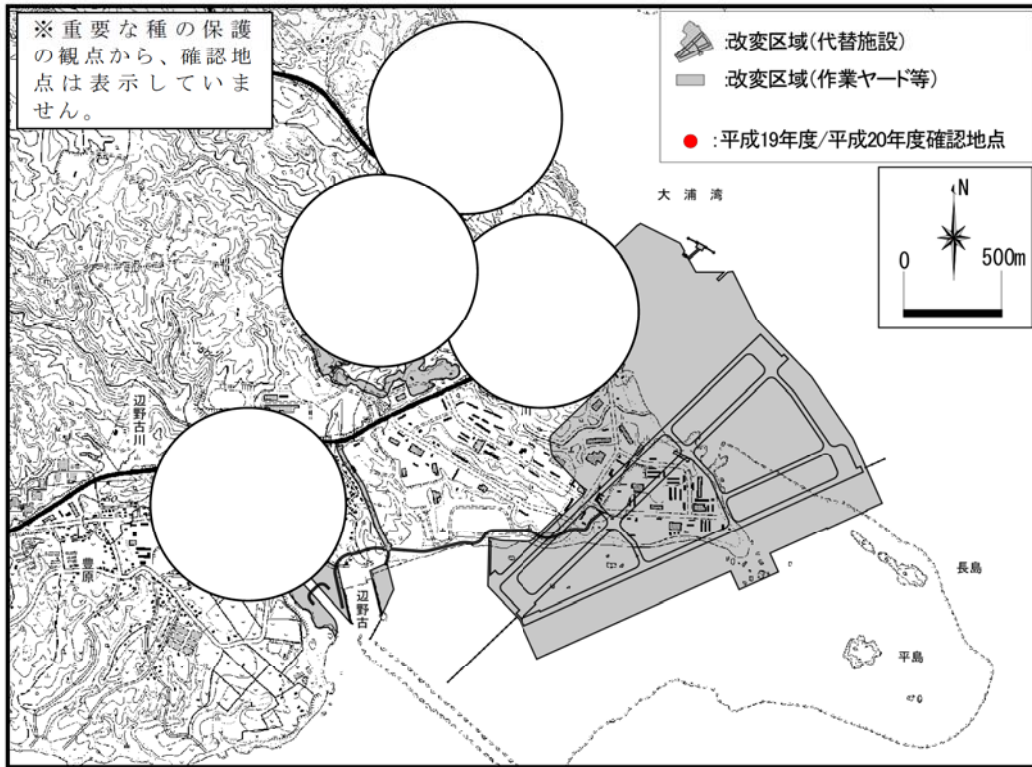 ※重要な種の保護
の観点から、確認地
点は表示していま
せん。
:改変区域(代替施設)
:改変区域(作業ヤード等)
:平成19年度/平成20年度確認地点
大浦湾
N
0 500m
辺野古川
豊原
辺野古
長島
平島